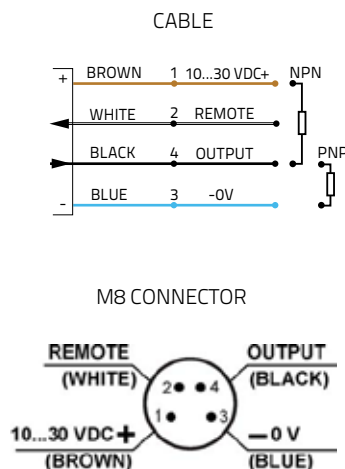 CABLE
+ BROWN 1 10...30 VDC+ NPN
WHITE 2 REMOTE
BLACK 4 OUTPUT
PNP
- BLUE 3 -0V
M8 CONNECTOR
REMOTE OUTPUT
(WHITE) 2 4 (BLACK)
1 3
10...30 VDC + — 0 V
(BROWN) (BLUE)